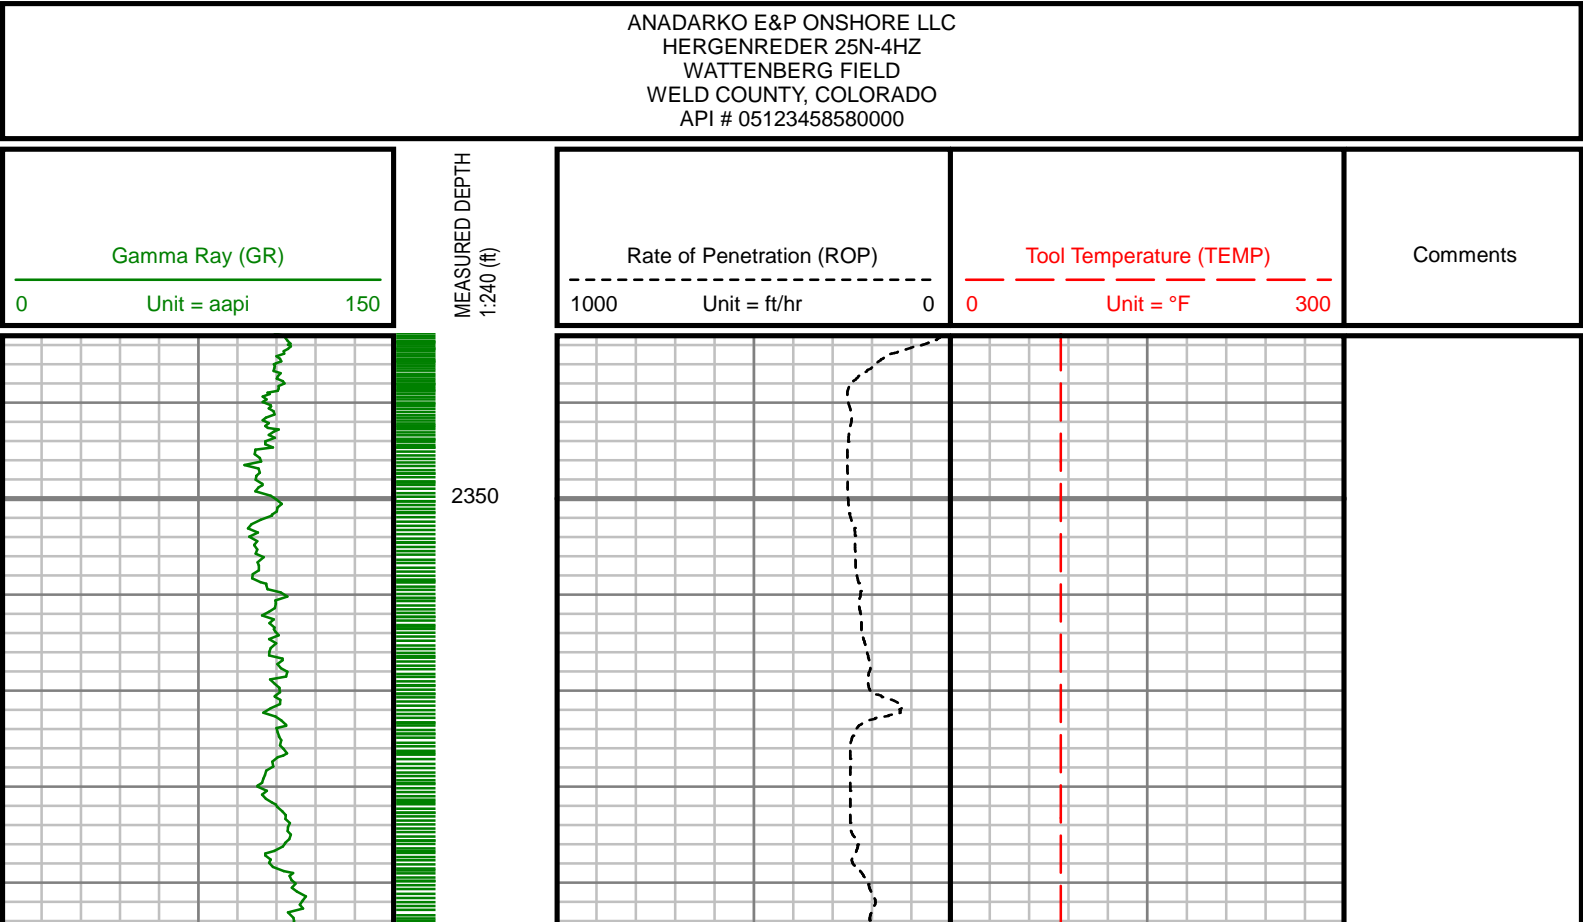 ANADARKO E&P ONSHORE LLC
HERGENREDER 25N-4HZ
WATTENBERG FIELD
WELD COUNTY, COLORADO
API # 05123458580000
Gamma Ray (GR)
0 Unit = aapi 150
MEASURED DEPTH
1:240 (ft)
Rate of Penetration (ROP)
1000 Unit = ft/hr 0
Tool Temperature (TEMP)
0 Unit = °F 300
Comments
2350